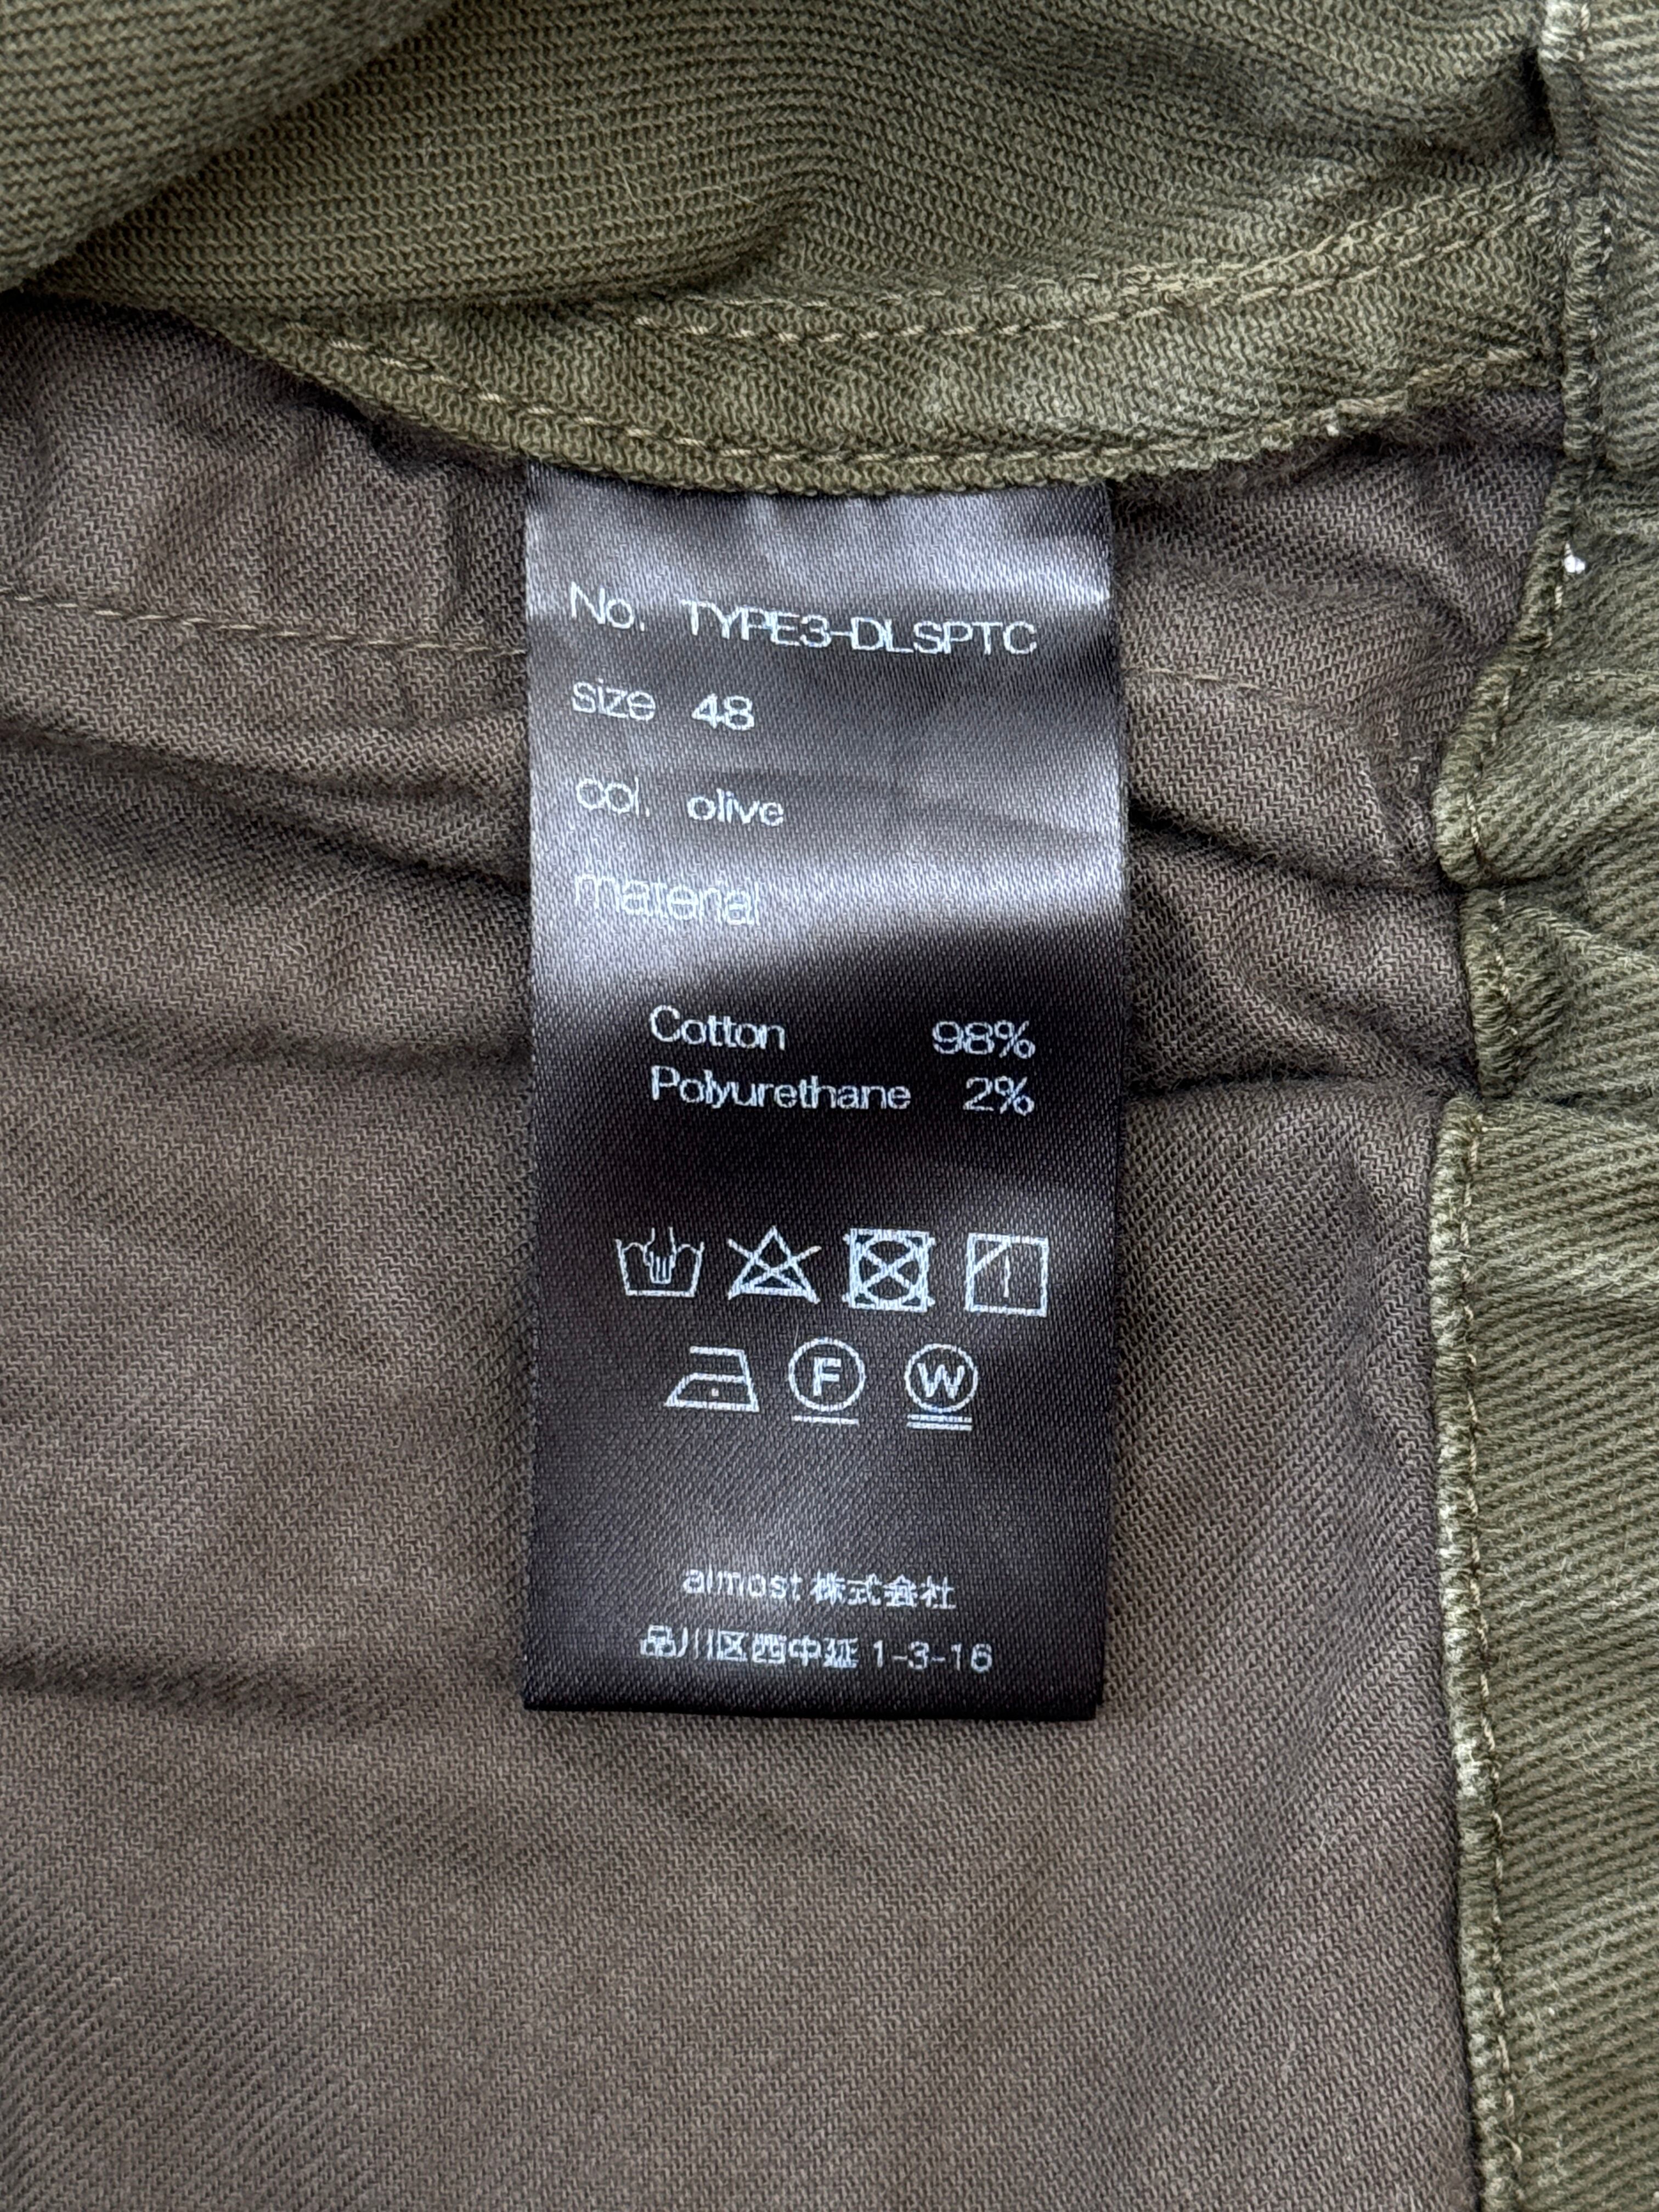 No. TYPE3-DLSPTC
size 48
col. olive
material
Cotton 98%
Polyurethane 2%
F W
almost 株式会社
品川区西中延 1-3-16